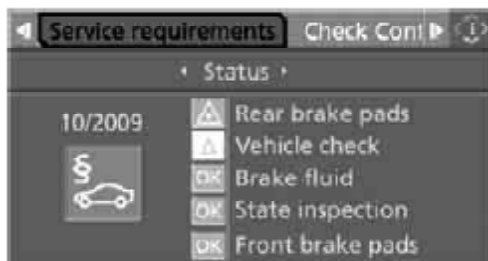 Service requirements Check Cont
Status
10/2009
Rear brake pads
Vehicle check
OK Brake fluid
OK State inspection
OK Front brake pads
§